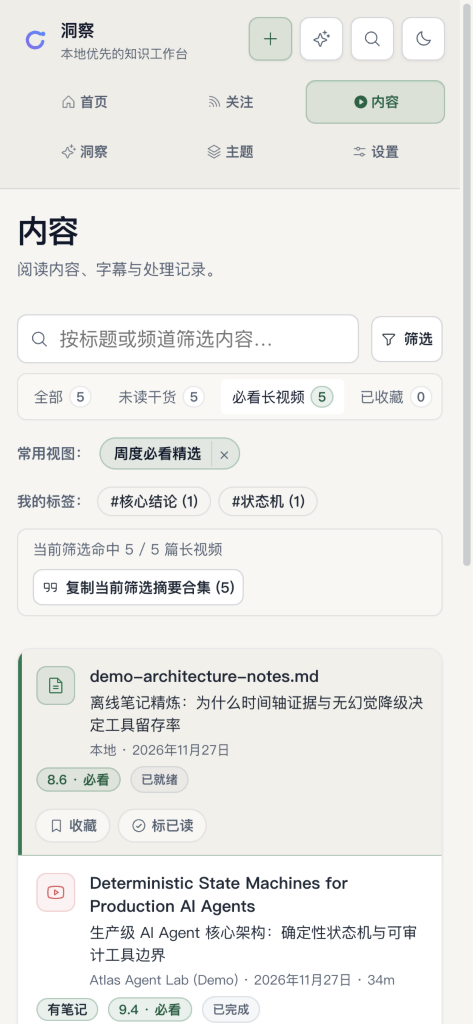 洞察
本地优先的知识工作台
首页
关注
内容
洞察
主题
设置
内容
阅读内容、字幕与处理记录。
按标题或频道筛选内容…
筛选
全部 5
未读干货 5
必看长视频 5
已收藏 0
常用视图：
周度必看精选 ×
我的标签：
#核心结论 (1)
#状态机 (1)
当前筛选命中 5 / 5 篇长视频
复制当前筛选摘要合集 (5)
demo-architecture-notes.md
离线笔记精炼：为什么时间轴证据与无幻觉降级决
定工具留存率
本地 · 2026年11月27日
8.6 · 必看
已就绪
收藏
标已读
Deterministic State Machines for
Production AI Agents
生产级 AI Agent 核心架构：确定性状态机与可审
计工具边界
Atlas Agent Lab (Demo) · 2026年11月27日 · 34m
有笔记
9.4 · 必看
已完成